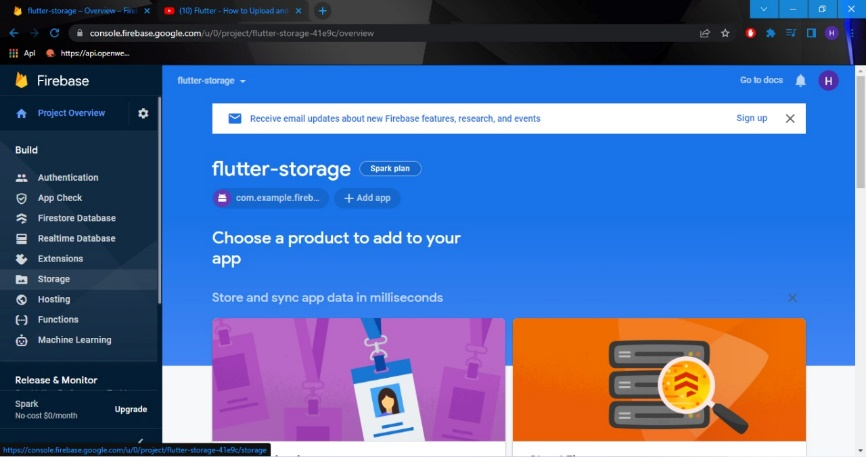 flutter-storage – Overview – Fire
(10) Flutter - How to Upload and
console.firebase.google.com/u/0/project/flutter-storage-41e9c/overview
H
Api
https://api.openwe...
Firebase
flutter-storage
Go to docs
H
Project Overview
Receive email updates about new Firebase features, research, and events
Sign up
Build
Authentication
App Check
Firestore Database
Realtime Database
Extensions
Storage
Hosting
Functions
Machine Learning
Release & Monitor
Spark
No-cost $0/month
Upgrade
flutter-storage
Spark plan
com.example.fireb...
+ Add app
Choose a product to add to your
app
Store and sync app data in milliseconds
https://console.firebase.google.com/u/0/project/flutter-storage-41e9c/storage